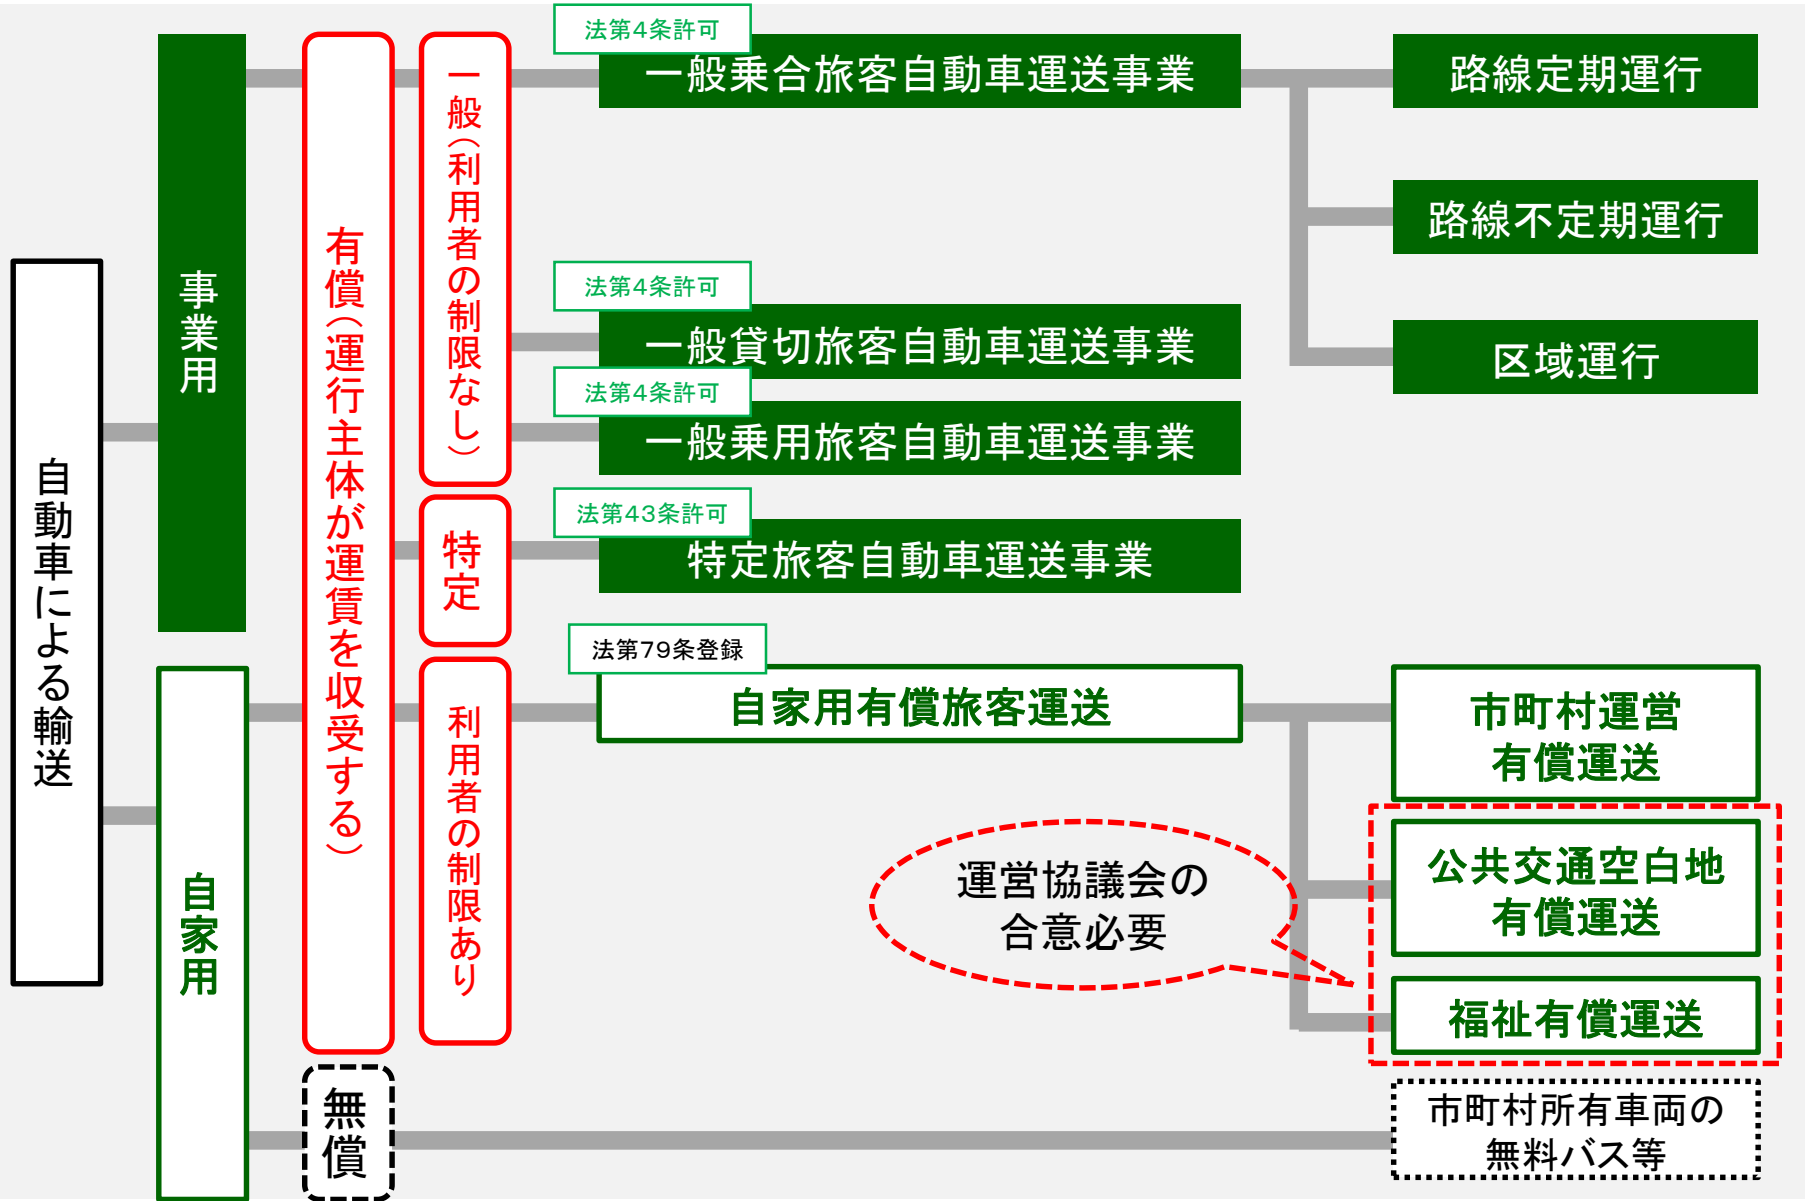 自動車による輸送
事業用
自家用
有償（運行主体が運賃を収受する）
無償
一般（利用者の制限なし）
特定
利用者の制限あり
法第4条許可
一般乗合旅客自動車運送事業
路線定期運行
路線不定期運行
区域運行
法第4条許可
一般貸切旅客自動車運送事業
法第4条許可
一般乗用旅客自動車運送事業
法第43条許可
特定旅客自動車運送事業
法第79条登録
自家用有償旅客運送
市町村運営
有償運送
公共交通空白地
有償運送
福祉有償運送
運営協議会の
合意必要
市町村所有車両の
無料バス等